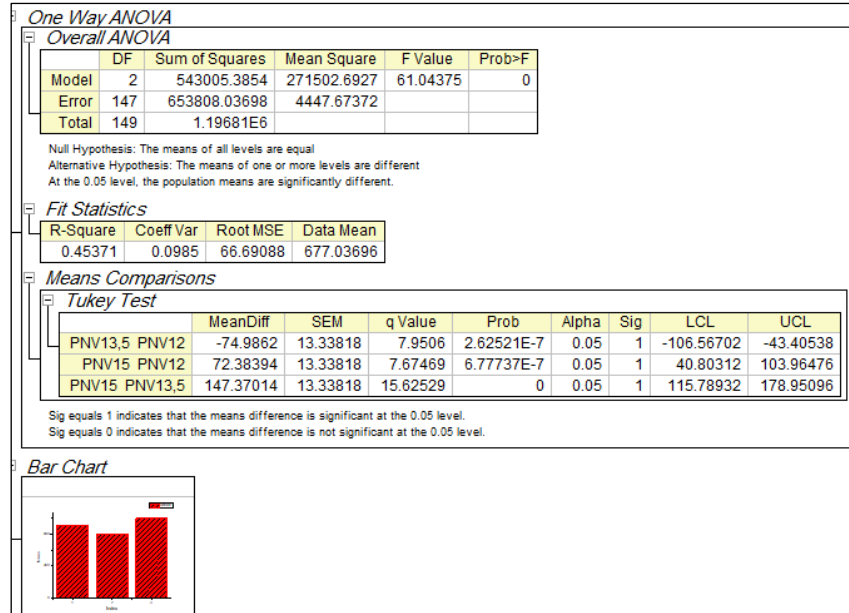 One Way ANOVA
Overall ANOVA
DF Sum of Squares Mean Square F Value Prob>F
Model 2 543005.3854 271502.6927 61.04375 0
Error 147 653808.03698 4447.67372
Total 149 1.19681E6
Null Hypothesis: The means of all levels are equal
Alternative Hypothesis: The means of one or more levels are different
At the 0.05 level, the population means are significantly different.
Fit Statistics
R-Square Coeff Var Root MSE Data Mean
0.45371 0.0985 66.69088 677.03696
Means Comparisons
Tukey Test
MeanDiff SEM q Value Prob Alpha Sig LCL UCL
PNV13,5 PNV12 -74.9862 13.33818 7.9506 2.62521E-7 0.05 1 -106.56702 -43.40538
PNV15 PNV12 72.38394 13.33818 7.67469 6.77737E-7 0.05 1 40.80312 103.96476
PNV15 PNV13,5 147.37014 13.33818 15.62529 0 0.05 1 115.78932 178.95096
Sig equals 1 indicates that the means difference is significant at the 0.05 level.
Sig equals 0 indicates that the means difference is not significant at the 0.05 level.
Bar Chart